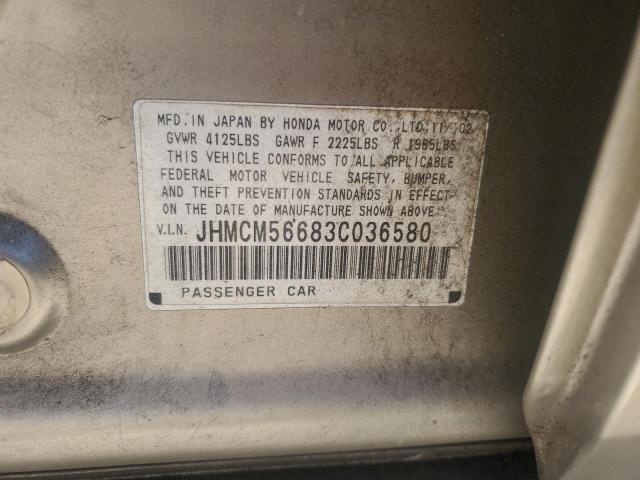 MFD. IN JAPAN BY HONDA MOTOR CO., LTD. 11/02
GVWR 4125LBS GAWR F 2225LBS R 1985LBS
THIS VEHICLE CONFORMS TO ALL APPLICABLE
FEDERAL MOTOR VEHICLE SAFETY, BUMPER,
AND THEFT PREVENTION STANDARDS IN EFFECT
ON THE DATE OF MANUFACTURE SHOWN ABOVE.
V.I.N. JHMCM56683C036580
PASSENGER CAR